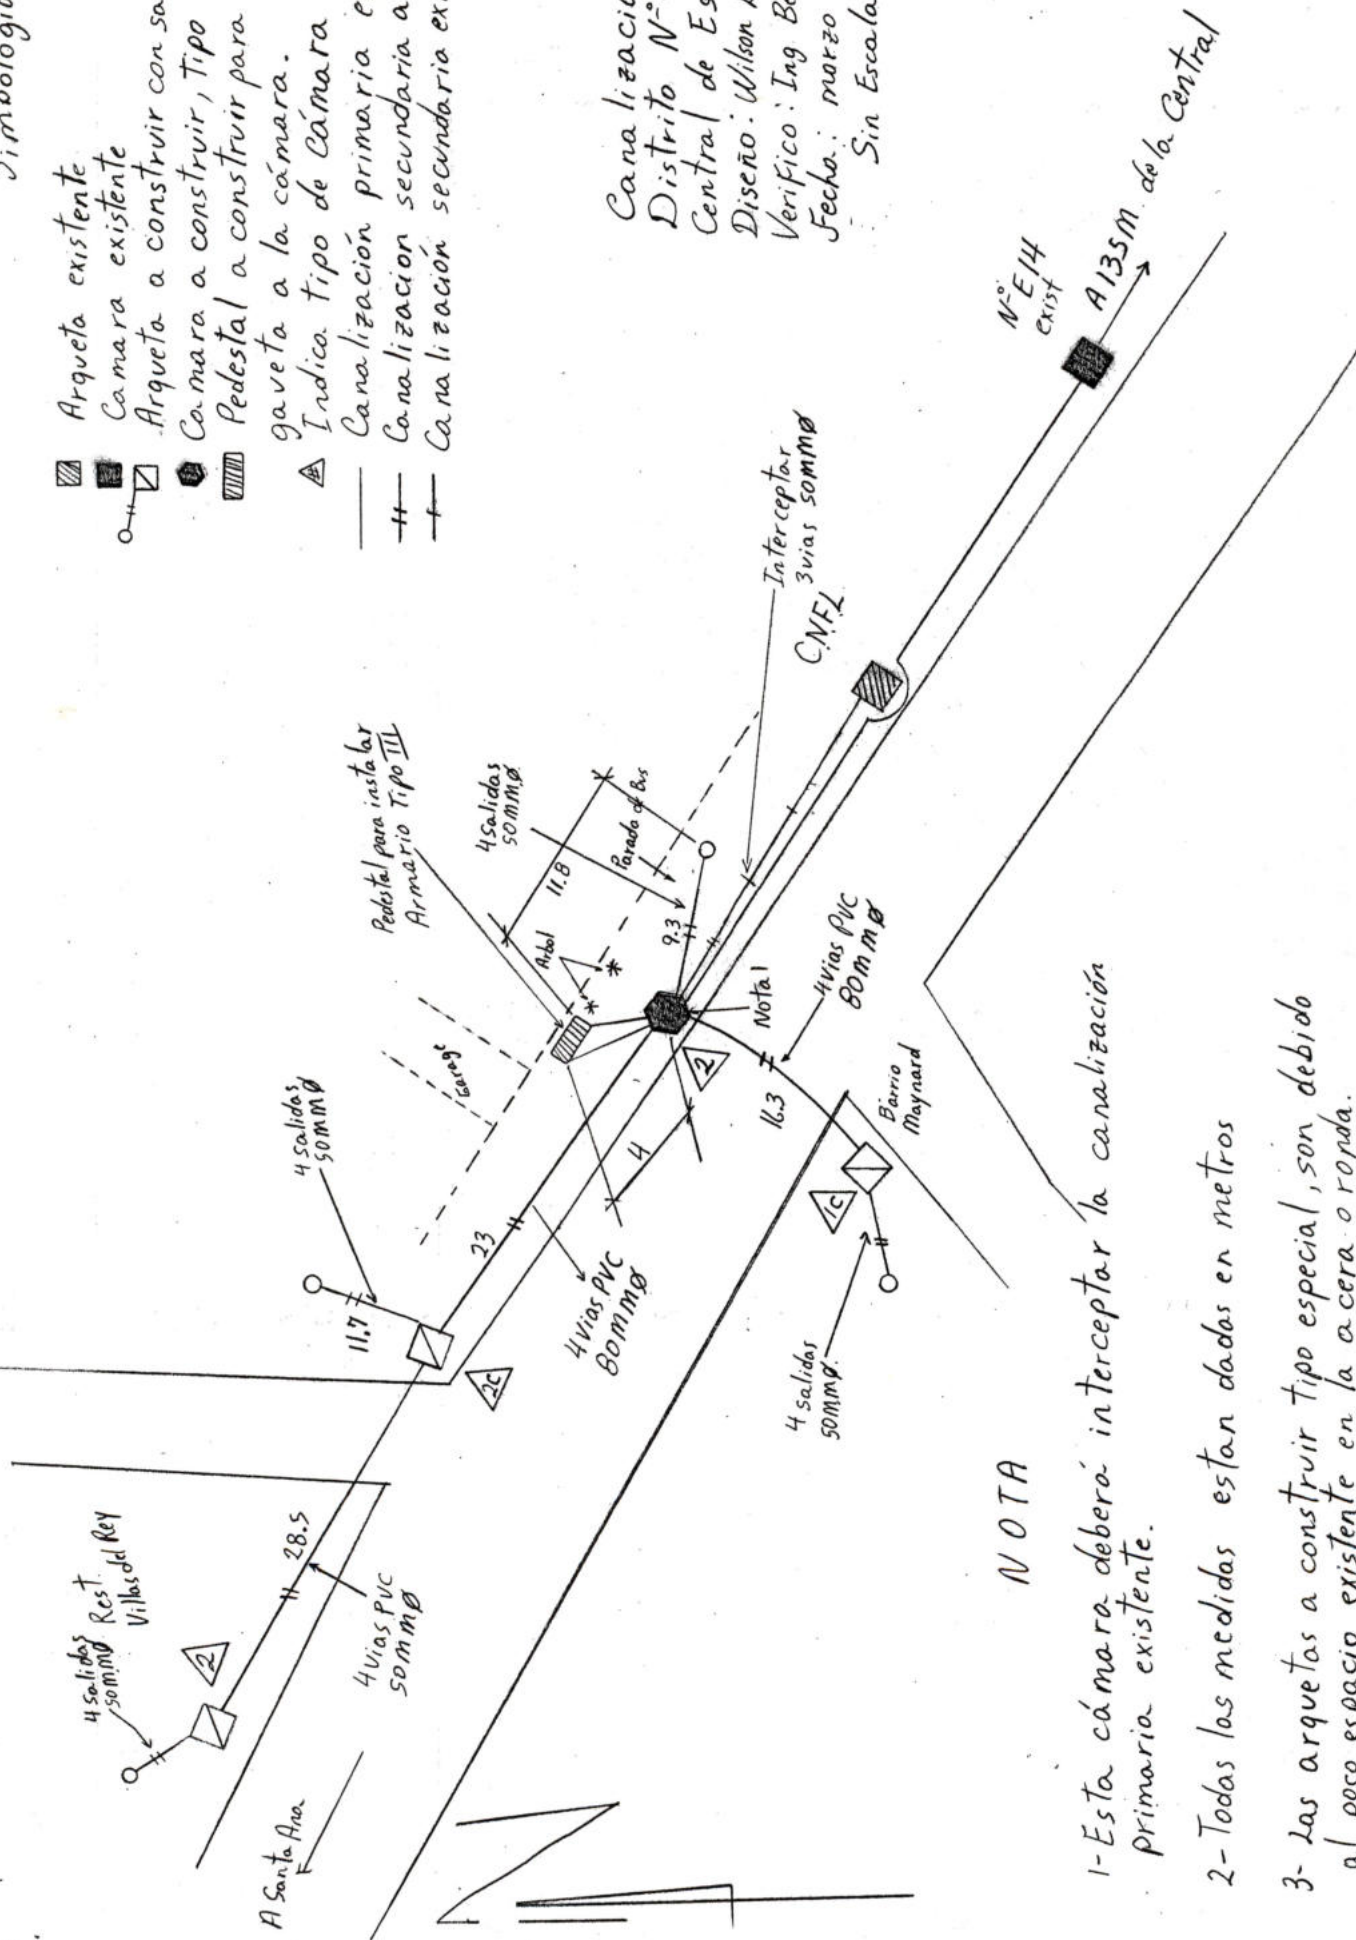 Simbología
Arqueta existente
Camara existente
Arqueta a construir con
Camara a construir, tipo
Pedestal a construir para
gaveta a la cámara.
Indica tipo de cámara
Canalización primaria
Canalizacion secundaria a
Canalización secundaria
Distrito N°
Central de
Diseño: Wilson
Verifico: Ing
Fecha: marzo
Sin Escala
4 salidas
50mmø
Rest.
Villas del Rey
2
28.5
4 Vias PVC
50mmø
A Santa Ana
4 salidas
50mmø
11.7
2C
23
4 Vias PVC
80mmø
Garage
Pedestal para instalar
Armario Tipo III
Arbol
11.8
4 Salidas
50mmø
Parada de Bus
9.3
4
2
Nota1
4 Vias PVC
80mmø
16.3
Barrio
Maynard
1C
4 salidas
50mmø
Interceptar
3 vias 50mmø
CNFL
N° E14
exist
A 135M. de la Central
NOTA
1- Esta cámara deberá interceptar la canalización
primaria existente.
2- Todas las medidas estan dadas en metros
3- Las arquetas a construir tipo especial, son debido
al poco espacio existente en la acera o ronda.